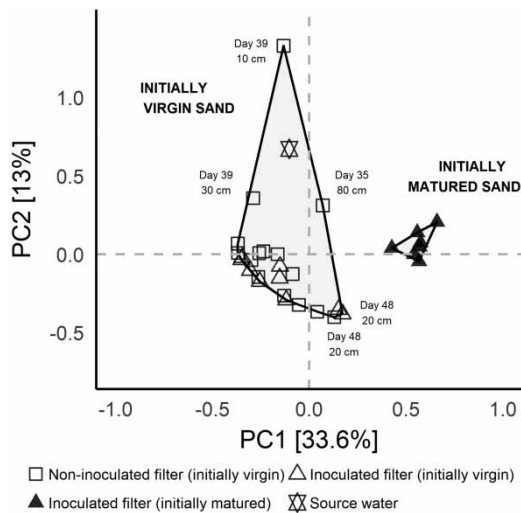 Day 39
10 cm
INITIALLY
VIRGIN SAND
Day 39
30 cm
Day 35
80 cm
INITIALLY
MATURED SAND
Day 48
20 cm
Day 48
20 cm
PC2 [13%]
1.0
0.5
0.0
-0.5
-1.0
-0.5
0.0
0.5
1.0
PC1 [33.6%]
Non-inoculated filter (initially virgin)
Inoculated filter (initially virgin)
Inoculated filter (initially matured)
Source water